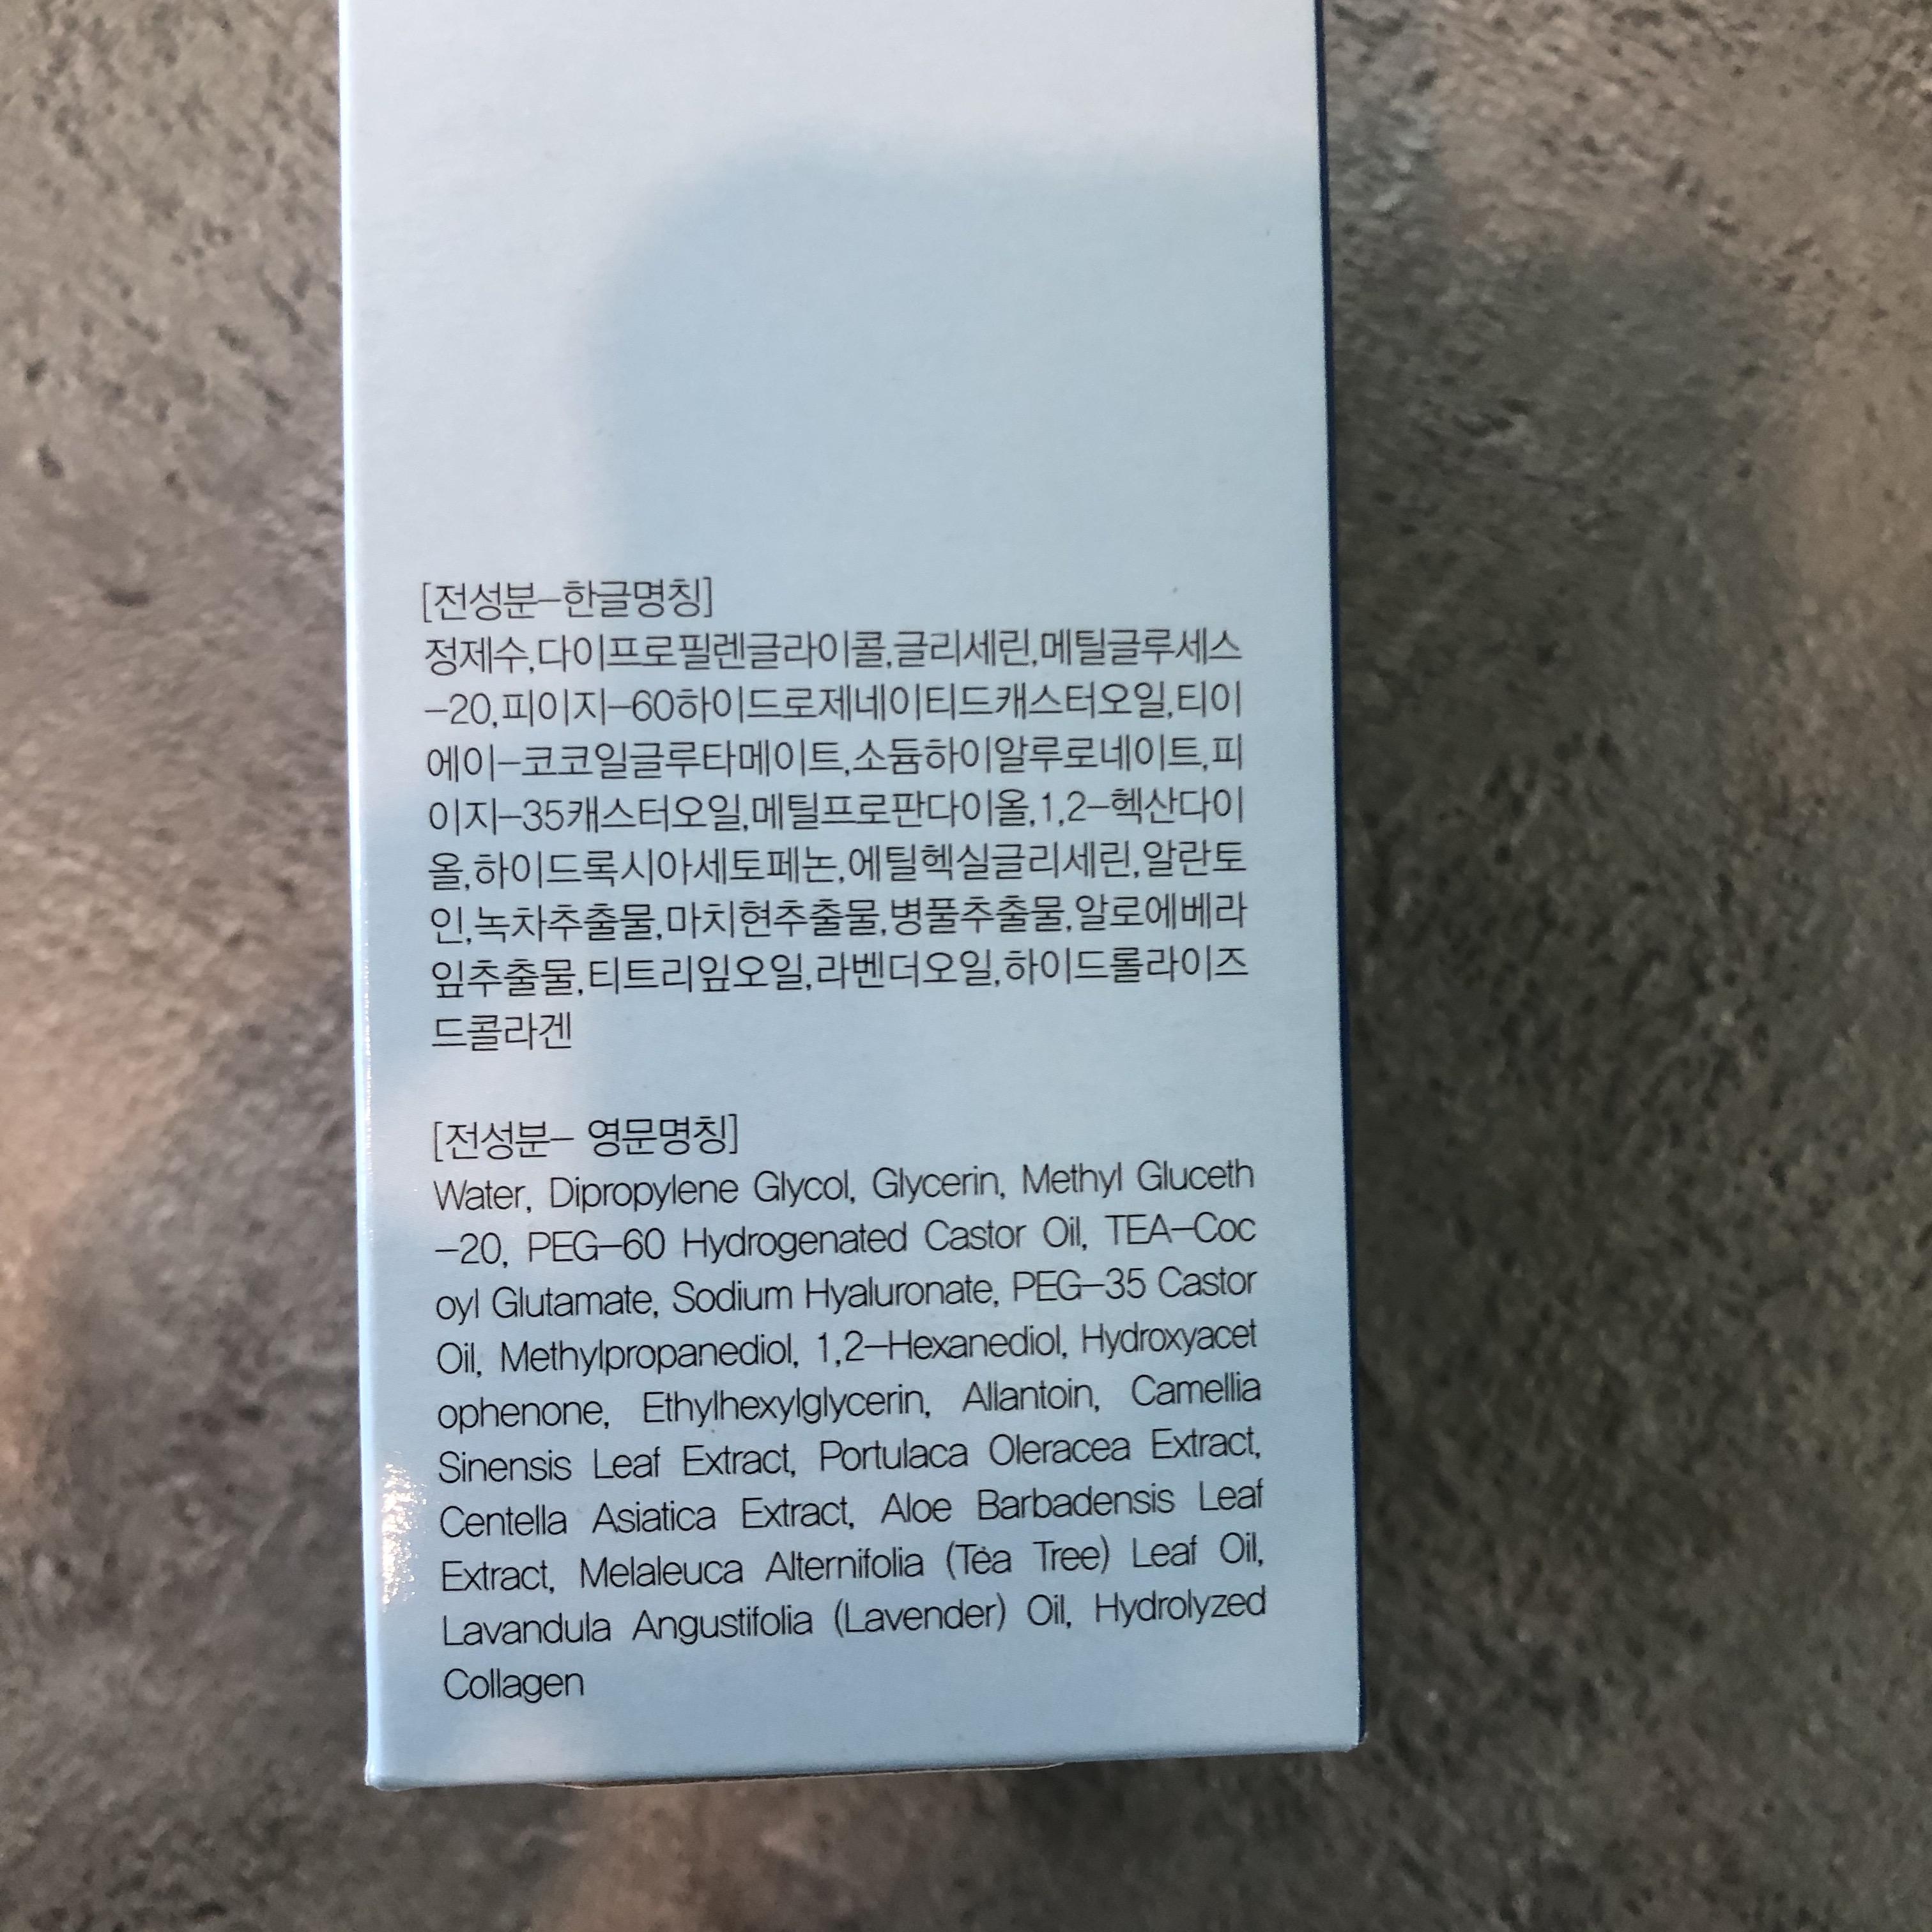 [전성분-한글명칭]
정제수,다이프로필렌글라이콜,글리세린,메틸글루세스
-20,피이지-60하이드로제네이티드캐스터오일,티이
에이-코코일글루타메이트,소듐하이알루로네이트,피
이지-35캐스터오일,메틸프로판다이올,1,2-헥산다이
올,하이드록시아세토페논,에틸헥실글리세린,알란토
인,녹차추출물,마치현추출물,병풀추출물,알로에베라
잎추출물,티트리잎오일,라벤더오일,하이드롤라이즈
드콜라겐
[전성분- 영문명칭]
Water, Dipropylene Glycol, Glycerin, Methyl Gluceth
-20, PEG-60 Hydrogenated Castor Oil, TEA-Coc
oyl Glutamate, Sodium Hyaluronate, PEG-35 Castor
Oil, Methylpropanediol, 1,2-Hexanediol, Hydroxyacet
ophenone, Ethylhexylglycerin, Allantoin, Camellia
Sinensis Leaf Extract, Portulaca Oleracea Extract,
Centella Asiatica Extract, Aloe Barbadensis Leaf
Extract, Melaleuca Alternifolia (Tea Tree) Leaf Oil,
Lavandula Angustifolia (Lavender) Oil, Hydrolyzed
Collagen